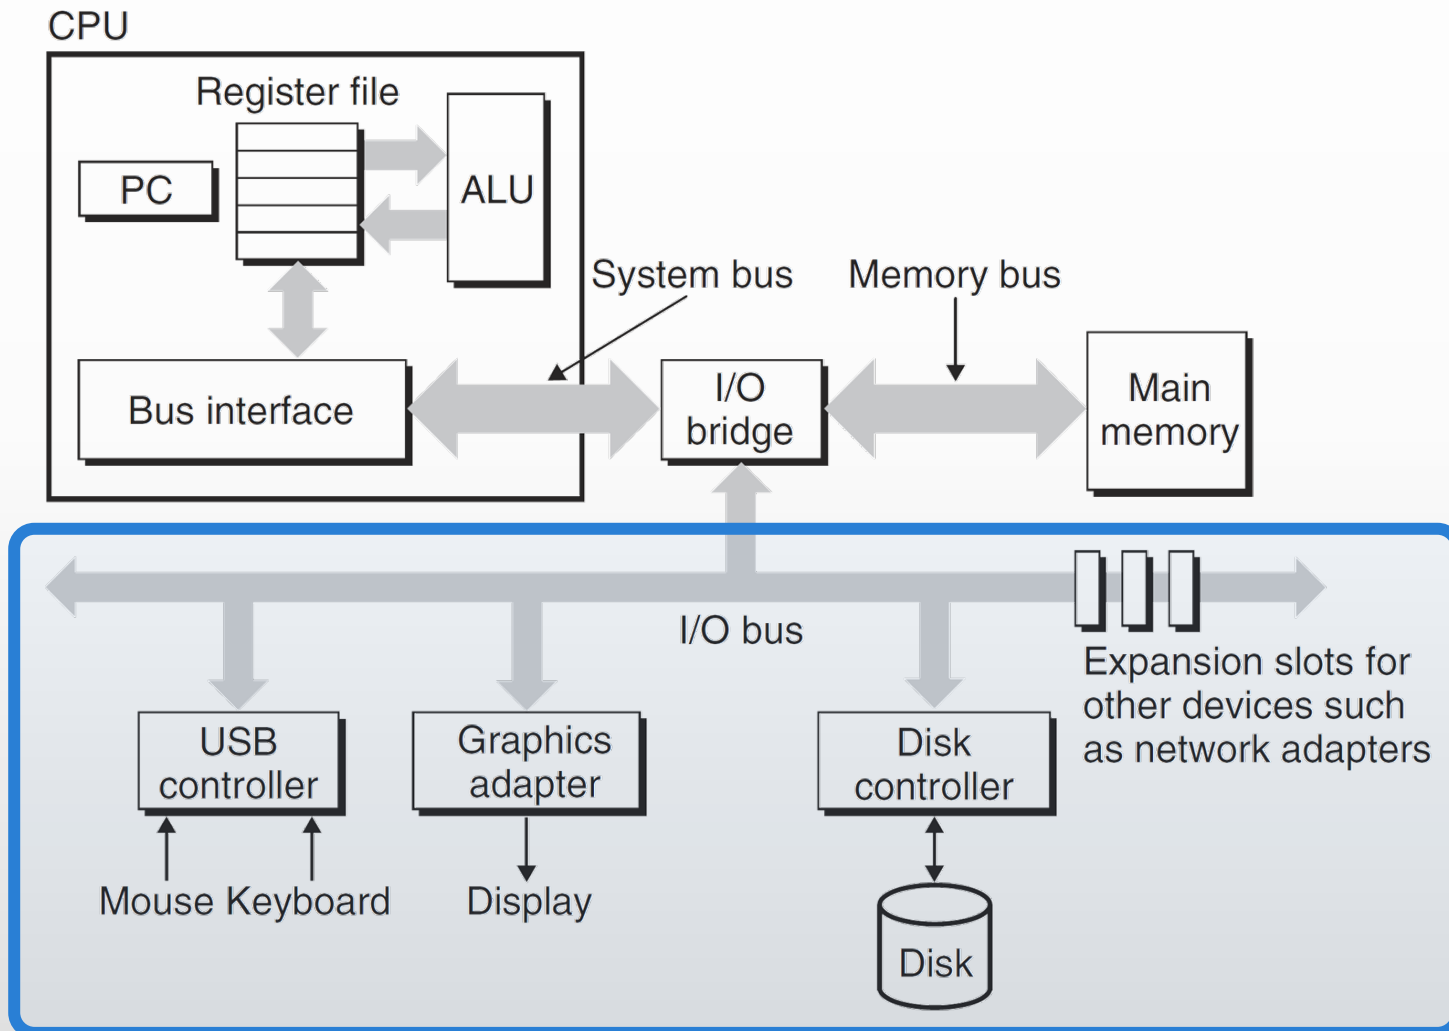 CPU
Register file
PC
ALU
System bus
Memory bus
Bus interface
I/O
bridge
Main
memory
I/O bus
Expansion slots for
other devices such
as network adapters
USB
controller
Graphics
adapter
Disk
controller
Mouse
Keyboard
Display
Disk